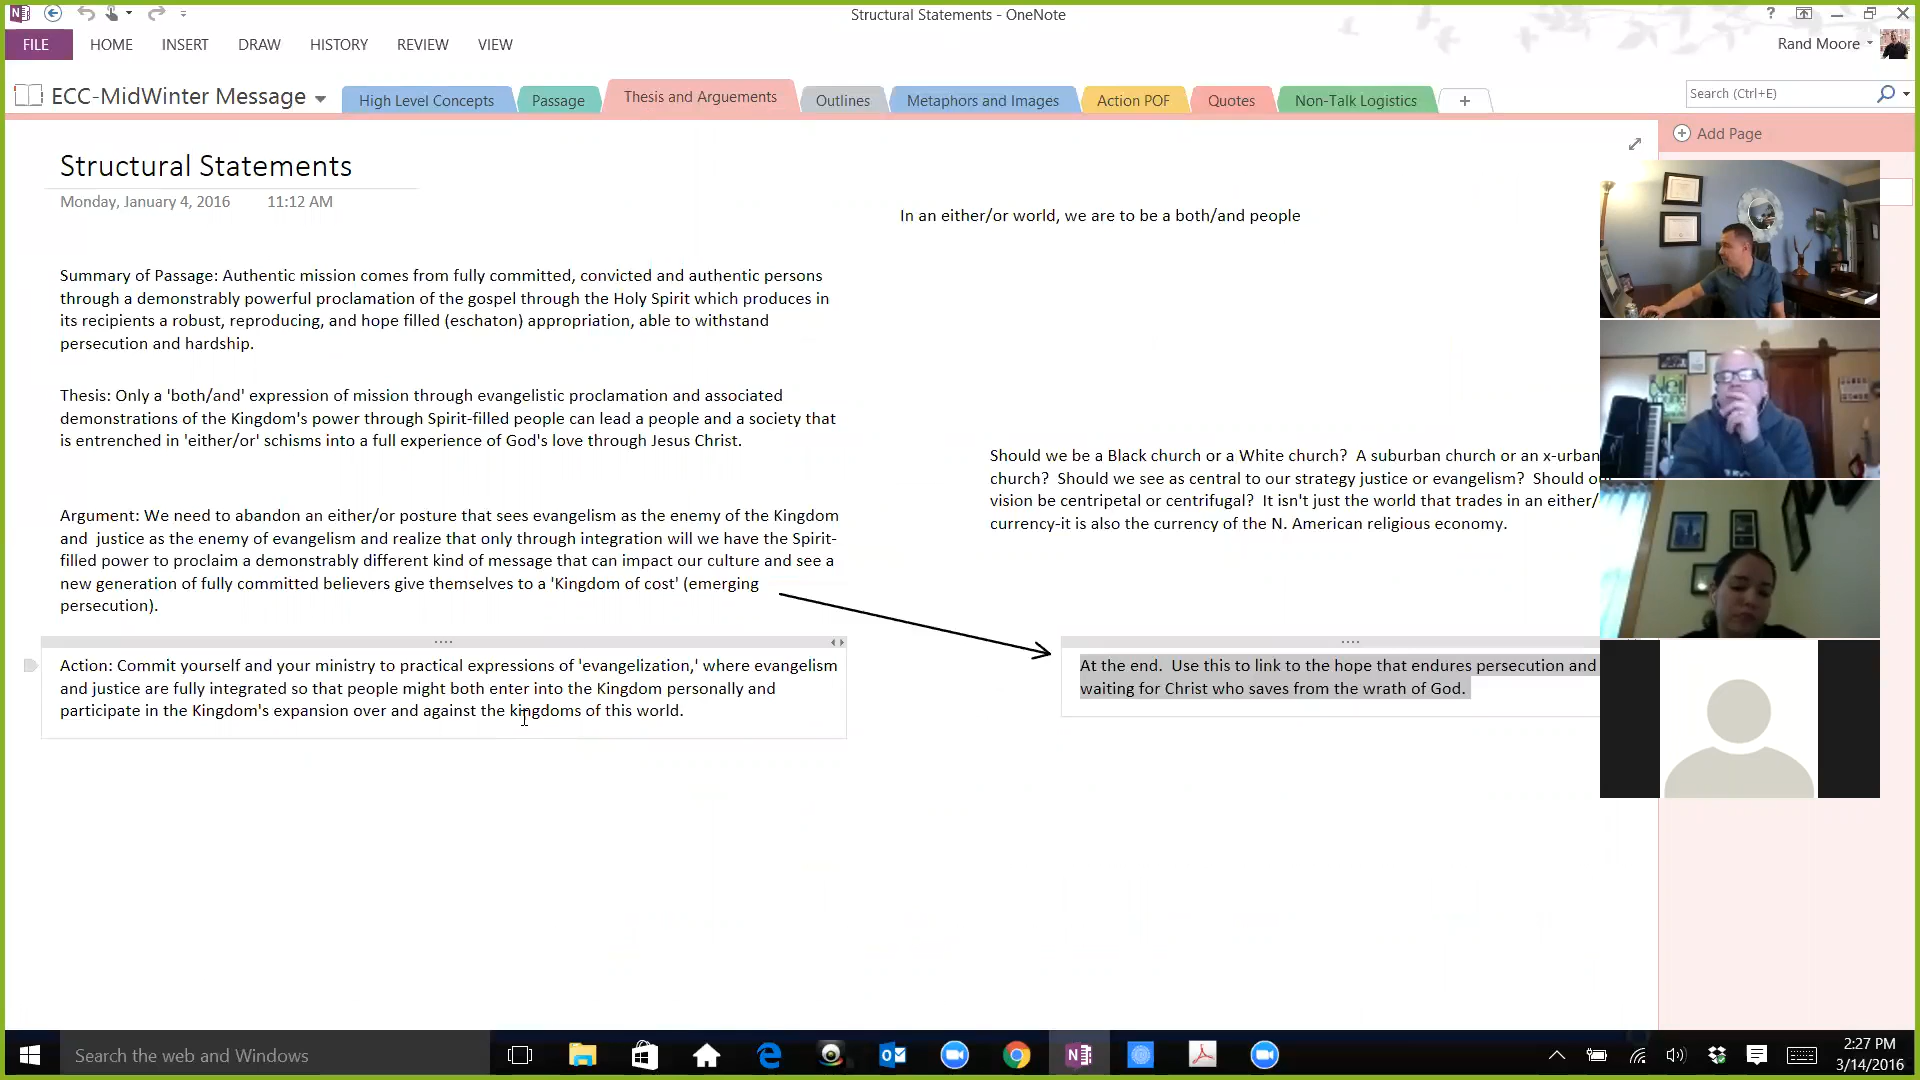 Structural Statements - OneNote
?
FILE
HOME
INSERT
DRAW
HISTORY
REVIEW
VIEW
Rand Moore
ECC-MidWinter Message
High Level Concepts
Passage
Thesis and Arguements
Outlines
Metaphors and Images
Action POF
Quotes
Non-Talk Logistics
+
Search (Ctrl+E)
Add Page
Structural Statements
Monday, January 4, 2016 11:12 AM
In an either/or world, we are to be a both/and people
Summary of Passage: Authentic mission comes from fully committed, convicted and authentic persons
through a demonstrably powerful proclamation of the gospel through the Holy Spirit which produces in
its recipients a robust, reproducing, and hope filled (eschaton) appropriation, able to withstand
persecution and hardship.
Thesis: Only a 'both/and' expression of mission through evangelistic proclamation and associated
demonstrations of the Kingdom's power through Spirit-filled people can lead a people and a society that
is entrenched in 'either/or' schisms into a full experience of God's love through Jesus Christ.
Should we be a Black church or a White church?  A suburban church or an x-urban
church?  Should we see as central to our strategy justice or evangelism?  Should
vision be centripetal or centrifugal?  It isn't just the world that trades in an either/
currency-it is also the currency of the N. American religious economy.
Argument: We need to abandon an either/or posture that sees evangelism as the enemy of the Kingdom
and  justice as the enemy of evangelism and realize that only through integration will we have the Spirit-
filled power to proclaim a demonstrably different kind of message that can impact our culture and see a
new generation of fully committed believers give themselves to a 'Kingdom of cost' (emerging
persecution).
Action: Commit yourself and your ministry to practical expressions of 'evangelization,' where evangelism
and justice are fully integrated so that people might both enter into the Kingdom personally and
participate in the Kingdom's expansion over and against the kingdoms of this world.
At the end.  Use this to link to the hope that endures persecution and
waiting for Christ who saves from the wrath of God.
Search the web and Windows
2:27 PM
3/14/2016